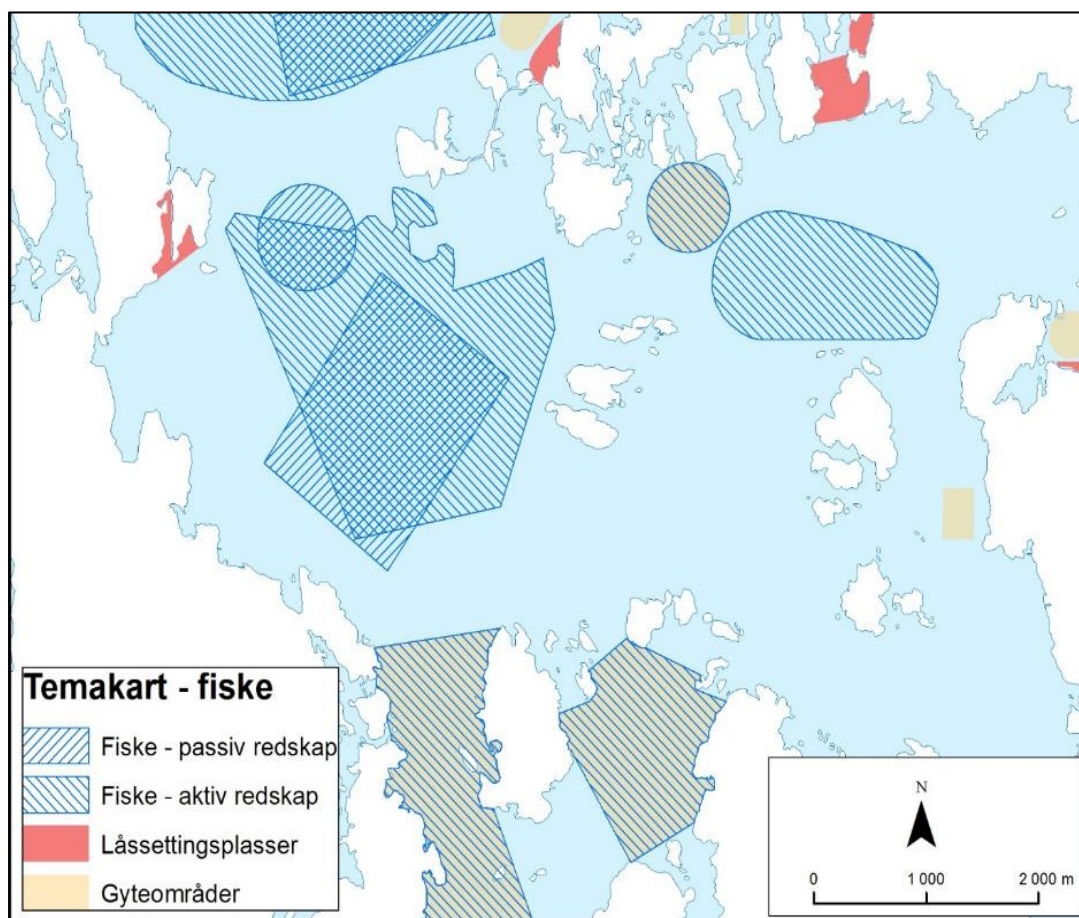 Temakart - fiske
Fiske - passiv redskap
Fiske - aktiv redskap
Låssettingsplasser
Gyteområder
N
0 1 000 2 000 m